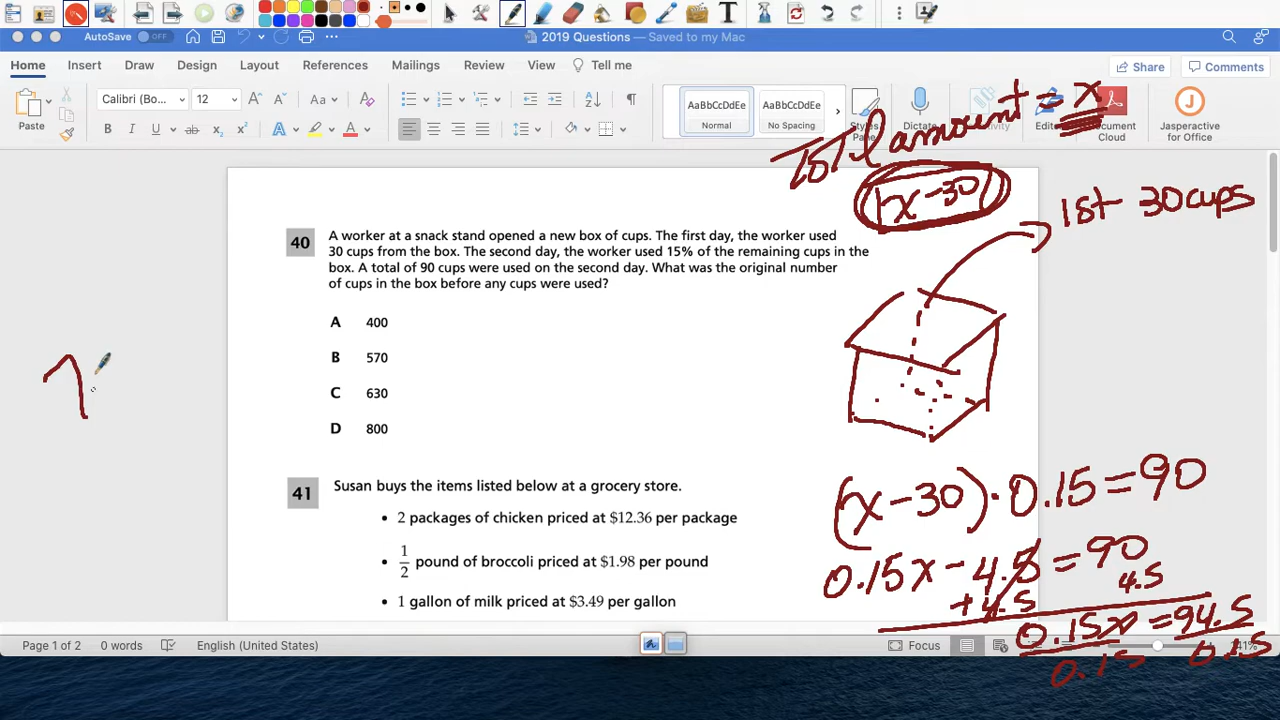 AutoSave OFF
2019 Questions — Saved to my Mac
Home Insert Draw Design Layout References Mailings Review View Tell me
Share Comments
Paste
Calibri (Bo... 12
AaBbCcDdEe
Normal
AaBbCcDdEe
No Spacing
Styles Pane
Dictate
Jasperative for Office
Total amount = x
x - 30
1st 30 cups
40
A worker at a snack stand opened a new box of cups. The first day, the worker used
30 cups from the box. The second day, the worker used 15% of the remaining cups in the
box. A total of 90 cups were used on the second day. What was the original number
of cups in the box before any cups were used?
A 400
B 570
C 630
D 800
41
Susan buys the items listed below at a grocery store.
• 2 packages of chicken priced at $12.36 per package
• 1/2 pound of broccoli priced at $1.98 per pound
• 1 gallon of milk priced at $3.49 per gallon
(x - 30) · 0.15 = 90
0.15x - 4.5 = 90
+ 4.5 4.5
0.15x = 94.5
0.15 0.15
Page 1 of 2 0 words English (United States) Focus